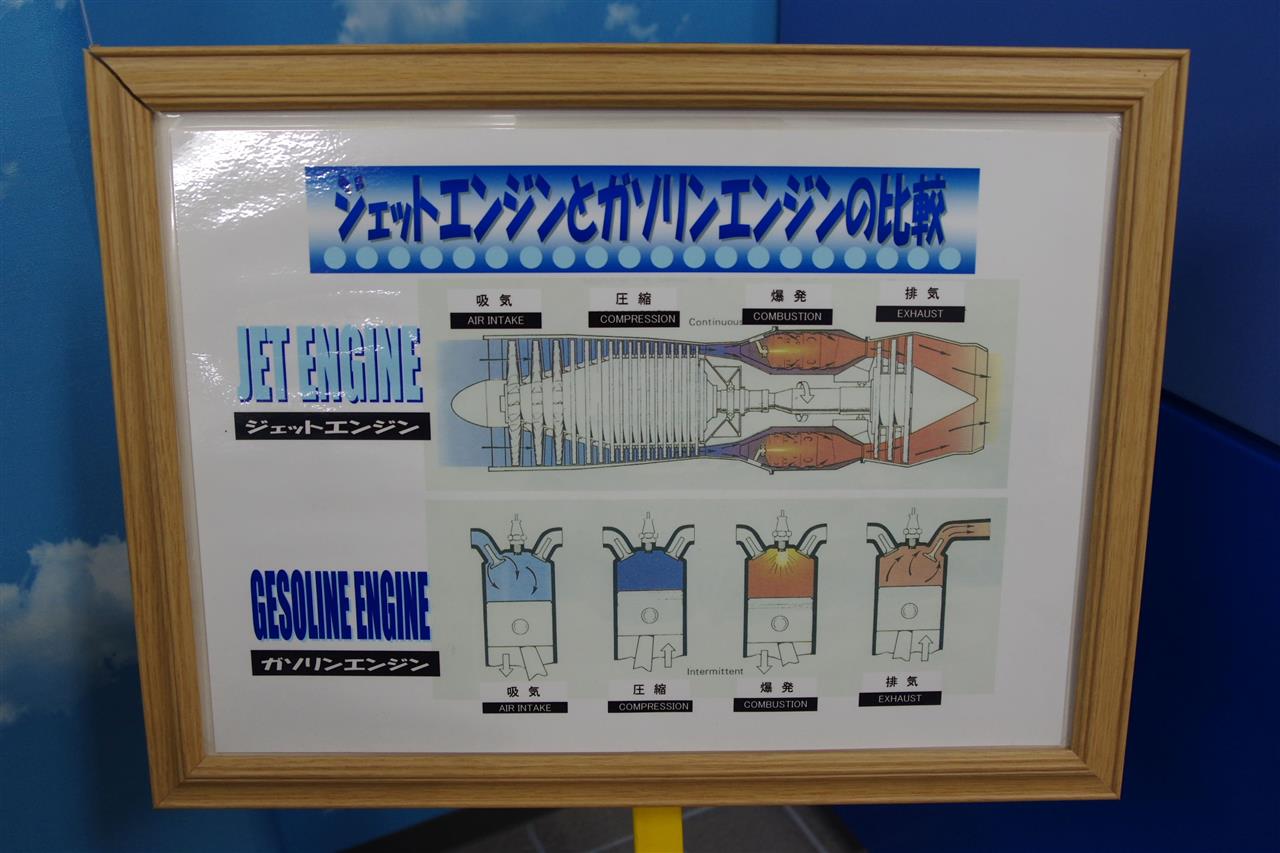 ジェットエンジンとガソリンエンジンの比較
吸気 圧縮 爆発 排気
AIR INTAKE COMPRESSION COMBUSTION EXHAUST
Continuous
JET ENGINE
ジェットエンジン
GESOLINE ENGINE
ガソリンエンジン
Intermittent
吸気 圧縮 爆発 排気
AIR INTAKE COMPRESSION COMBUSTION EXHAUST